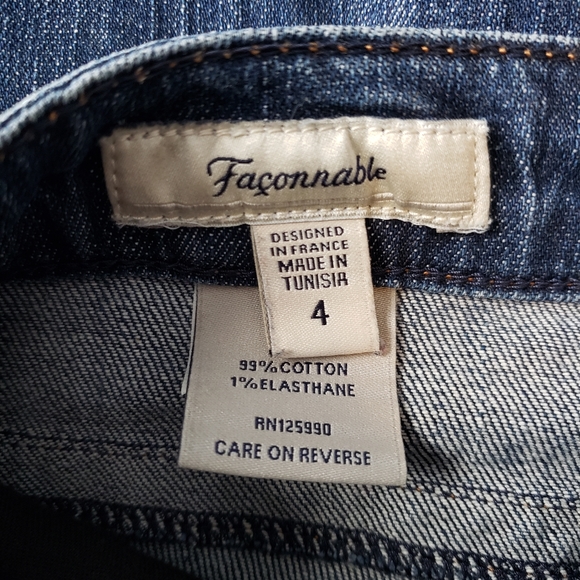 Façonnable
DESIGNED
IN FRANCE
MADE IN
TUNISIA
4
99% COTTON
1% ELASTHANE
RN125990
CARE ON REVERSE